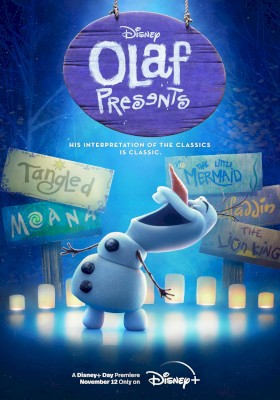 Disney
OLAF
PRESENTS
HIS INTERPRETATION OF THE CLASSICS
IS CLASSIC.
Tangled
MOANA
THE LITTLE
MERMAID
Aladdin
THE LION KING
A Disney+ Day Premiere
November 12 Only on
Disney+